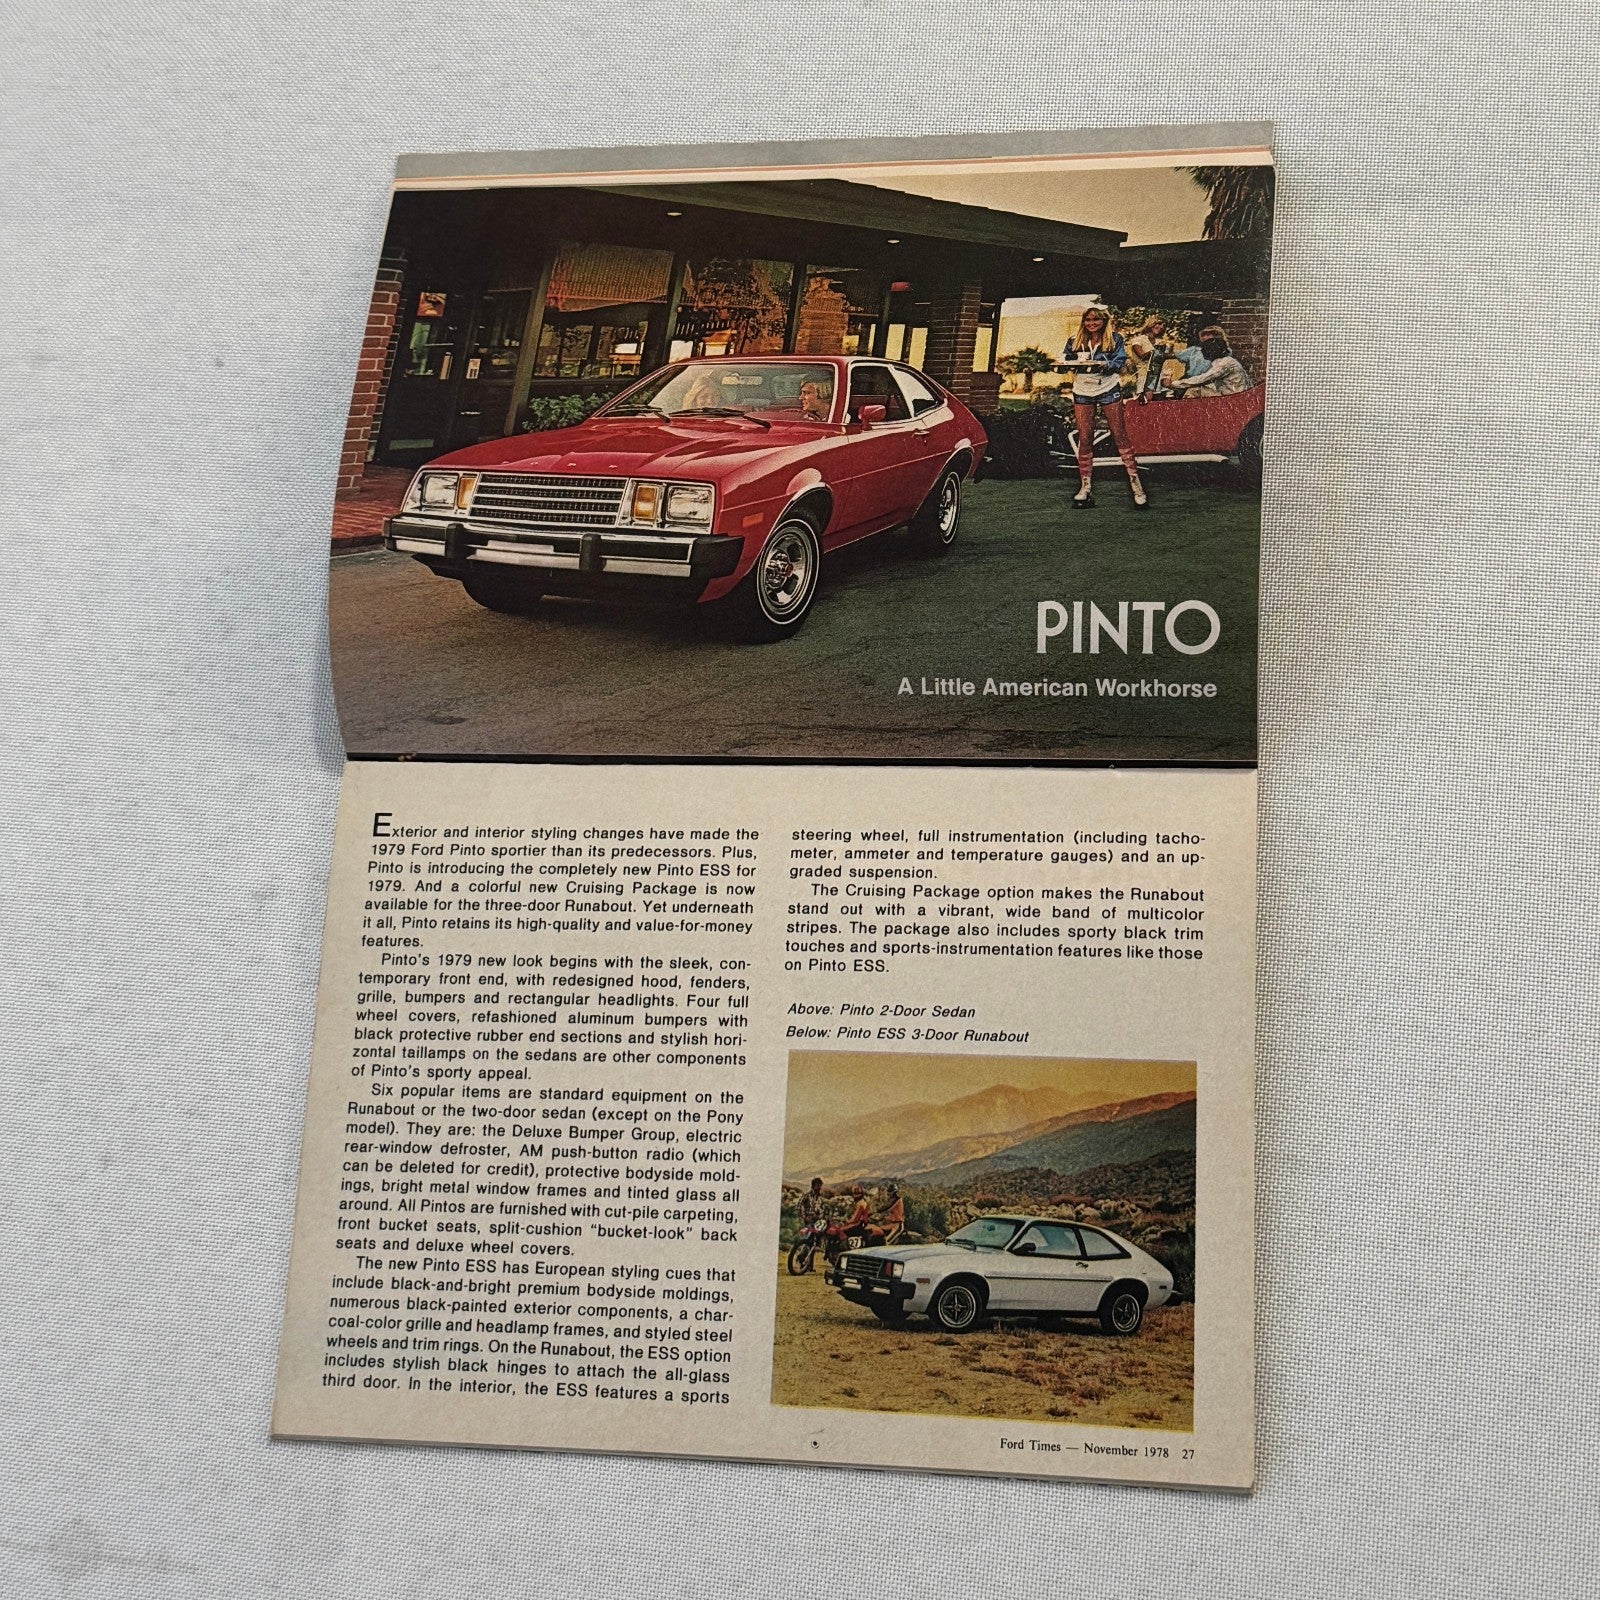 PINTO
A Little American Workhorse
Exterior and interior styling changes have made the
1979 Ford Pinto sportier than its predecessors. Plus,
Pinto is introducing the completely new Pinto ESS for
1979. And a colorful new Cruising Package is now
available for the three-door Runabout. Yet underneath
it all, Pinto retains its high-quality and value-for-money
features.
Pinto's 1979 new look begins with the sleek, con-
temporary front end, with redesigned hood, fenders,
grille, bumpers and rectangular headlights. Four full
wheel covers, refashioned aluminum bumpers with
black protective rubber end sections and stylish hori-
zontal taillamps on the sedans are other components
of Pinto's sporty appeal.
Six popular items are standard equipment on the
Runabout or the two-door sedan (except on the Pony
model). They are: the Deluxe Bumper Group, electric
rear-window defroster, AM push-button radio (which
can be deleted for credit), protective bodyside mold-
ings, bright metal window frames and tinted glass all
around. All Pintos are furnished with cut-pile carpeting,
front bucket seats, split-cushion "bucket-look" back
seats and deluxe wheel covers.
The new Pinto ESS has European styling cues that
include black-and-bright premium bodyside moldings,
numerous black-painted exterior components, a char-
coal-color grille and headlamp frames, and styled steel
wheels and trim rings. On the Runabout, the ESS option
includes stylish black hinges to attach the all-glass
third door. In the interior, the ESS features a sports
steering wheel, full instrumentation (including tacho-
meter, ammeter and temperature gauges) and an up-
graded suspension.
The Cruising Package option makes the Runabout
stand out with a vibrant, wide band of multicolor
stripes. The package also includes sporty black trim
touches and sports-instrumentation features like those
on Pinto ESS.
Above: Pinto 2-Door Sedan
Below: Pinto ESS 3-Door Runabout
27
Ford Times — November 1978 27